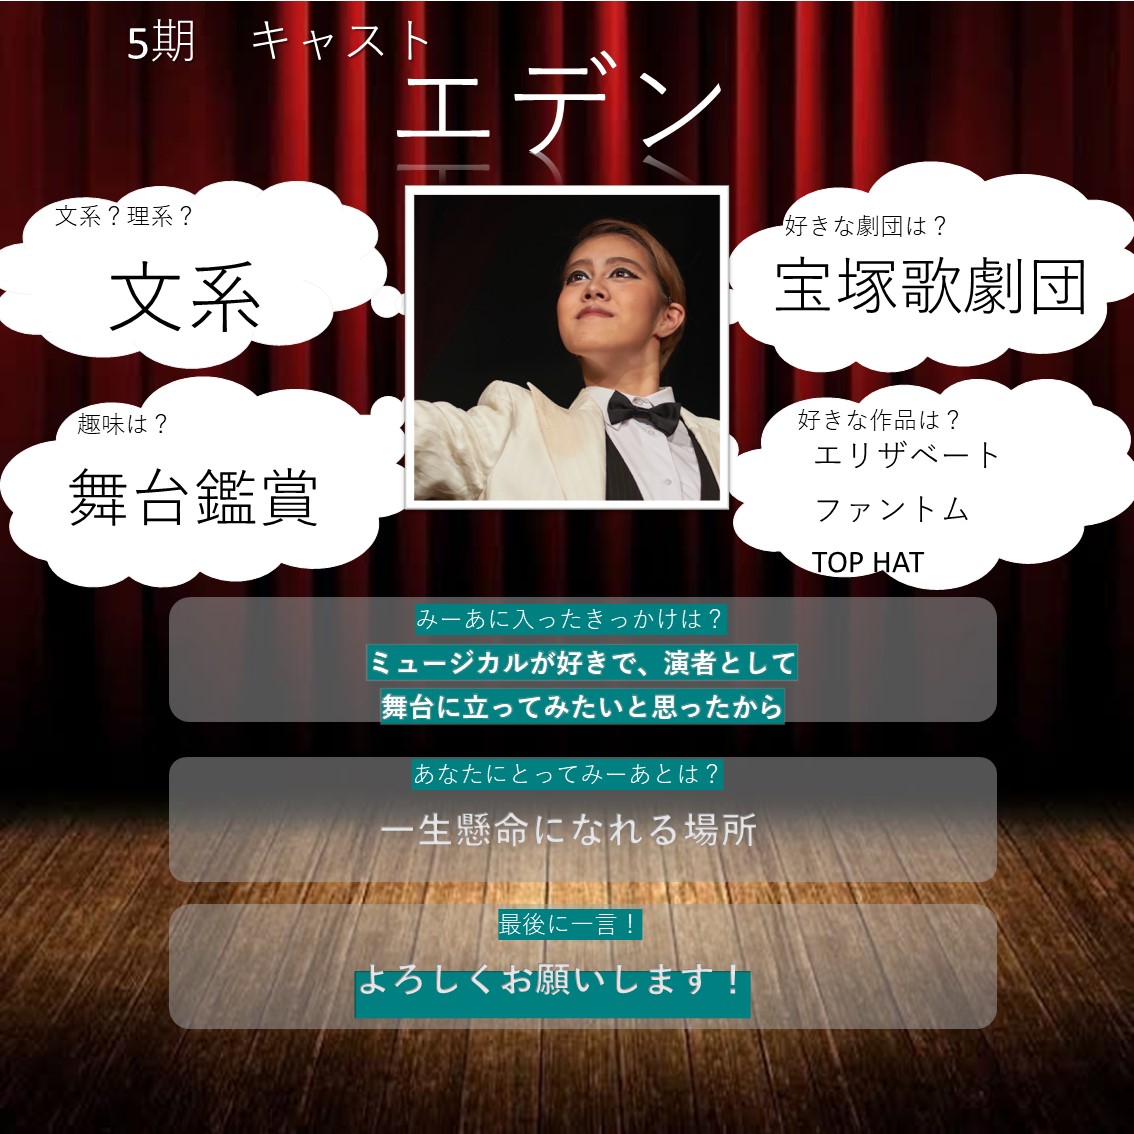 5期　キャスト
エデン
文系？理系？
文系
好きな劇団は？
宝塚歌劇団
趣味は？
舞台鑑賞
好きな作品は？
エリザベート
ファントム
TOP HAT
みーあに入ったきっかけは？
ミュージカルが好きで、演者として
舞台に立ってみたいと思ったから
あなたにとってみーあとは？
一生懸命になれる場所
最後に一言！
よろしくお願いします！